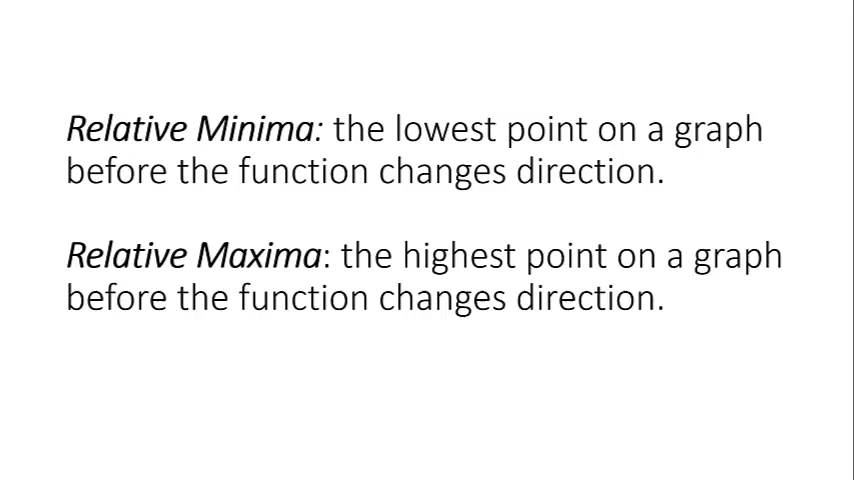 Relative Minima: the lowest point on a graph
before the function changes direction.
Relative Maxima: the highest point on a graph
before the function changes direction.